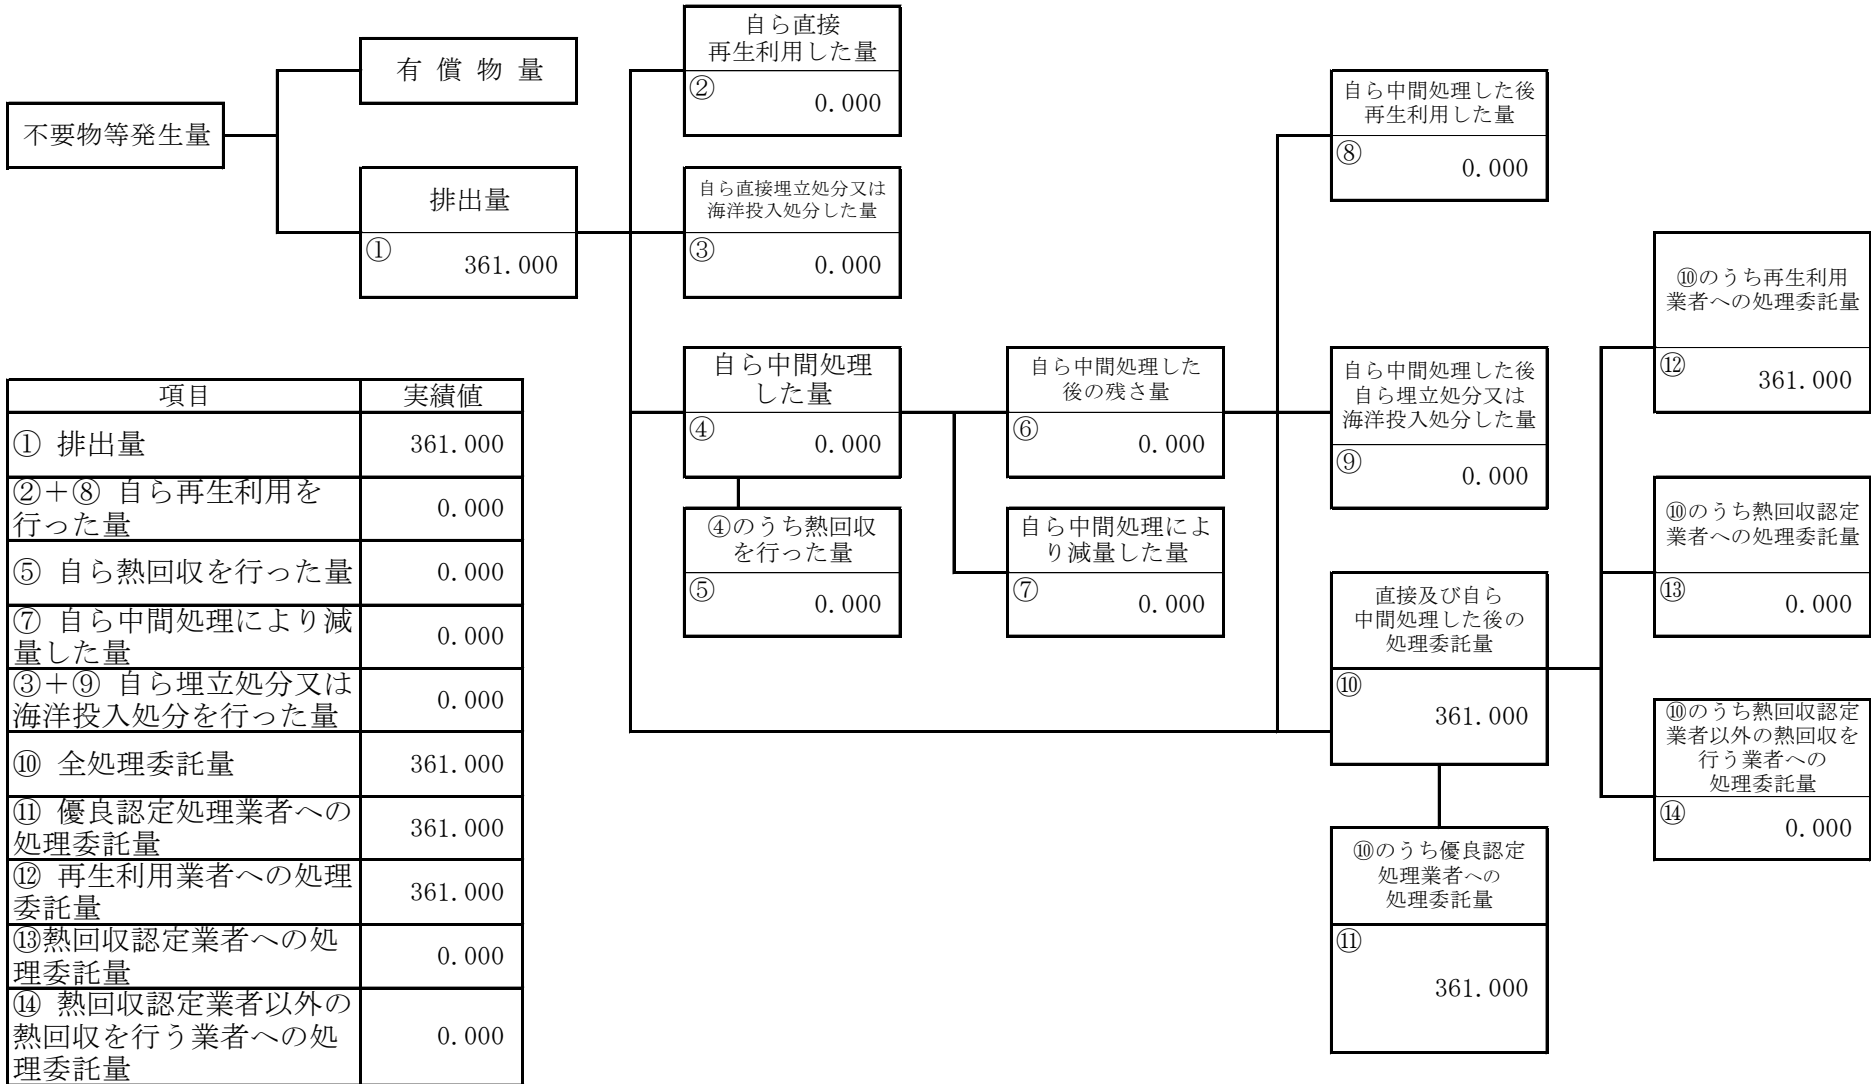 不要物等発生量
有 償 物 量
排出量
① 361.000
自ら直接
再生利用した量
② 0.000
自ら直接埋立処分又は
海洋投入処分した量
③ 0.000
自ら中間処理
した量
④ 0.000
④のうち熱回収
を行った量
⑤ 0.000
自ら中間処理した
後の残さ量
⑥ 0.000
自ら中間処理によ
り減量した量
⑦ 0.000
自ら中間処理した後
再生利用した量
⑧ 0.000
自ら中間処理した後
自ら埋立処分又は
海洋投入処分した量
⑨ 0.000
直接及び自ら
中間処理した後の
処理委託量
⑩ 361.000
⑩のうち優良認定
処理業者への
処理委託量
⑪ 361.000
⑩のうち再生利用
業者への処理委託量
⑫ 361.000
⑩のうち熱回収認定
業者への処理委託量
⑬ 0.000
⑩のうち熱回収認定
業者以外の熱回収を
行う業者への
処理委託量
⑭ 0.000
項目 実績値
① 排出量 361.000
②＋⑧ 自ら再生利用を
行った量 0.000
⑤ 自ら熱回収を行った量 0.000
⑦ 自ら中間処理により減
量した量 0.000
③＋⑨ 自ら埋立処分又は
海洋投入処分を行った量 0.000
⑩ 全処理委託量 361.000
⑪ 優良認定処理業者への
処理委託量 361.000
⑫ 再生利用業者への処理
委託量 361.000
⑬熱回収認定業者への処
理委託量 0.000
⑭ 熱回収認定業者以外の
熱回収を行う業者への処
理委託量 0.000